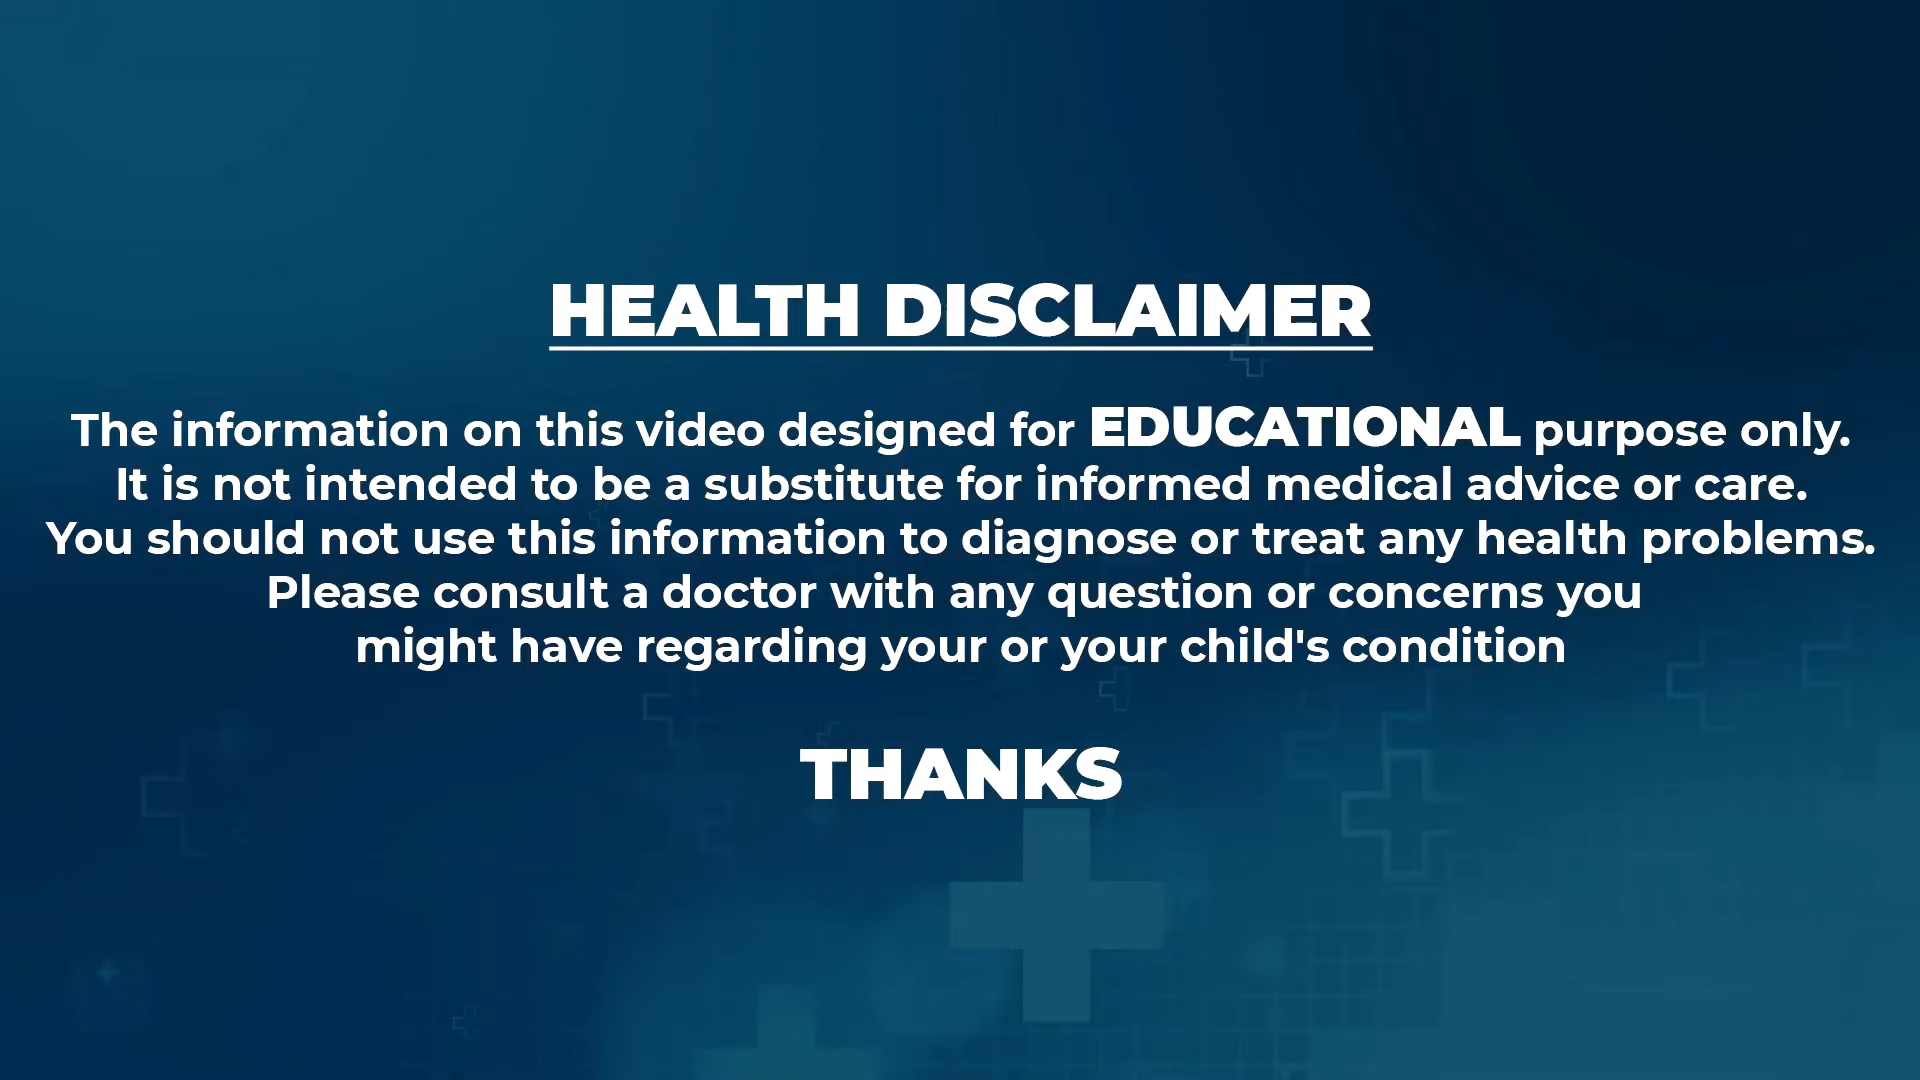 HEALTH DISCLAIMER
The information on this video designed for EDUCATIONAL purpose only.
It is not intended to be a substitute for informed medical advice or care.
You should not use this information to diagnose or treat any health problems.
Please consult a doctor with any question or concerns you
might have regarding your or your child's condition
THANKS